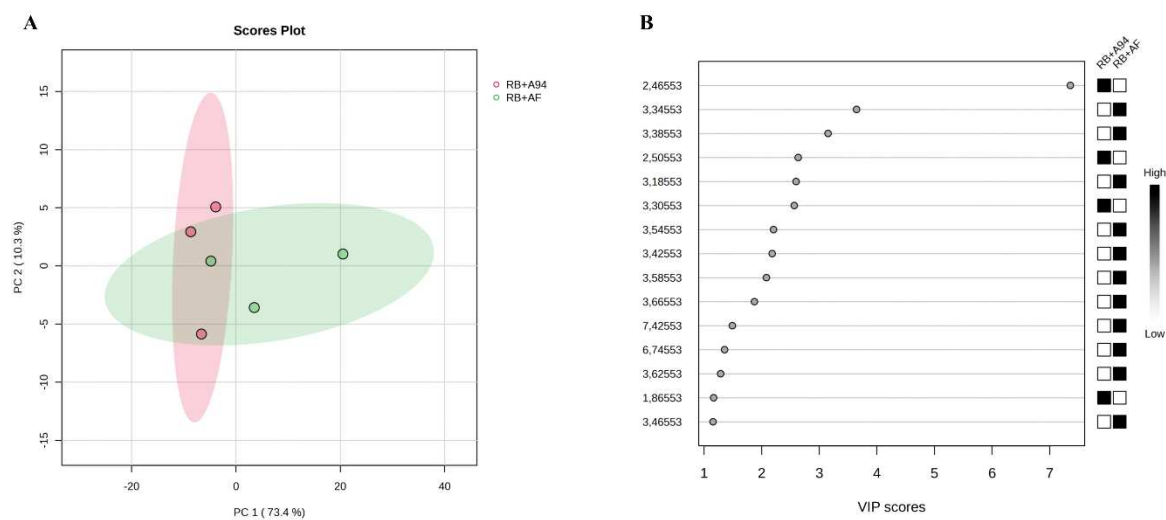 A
Scores Plot
PC 2 ( 10.3 %)
15
10
5
0
-5
-10
-15
-20
0
20
40
PC 1 ( 73.4 %)
RB+A94
RB+AF
B
RB+A94
RB+AF
2,46553
3,34553
3,38553
2,50553
3,18553
3,30553
3,54553
3,42553
3,58553
3,66553
7,42553
6,74553
3,62553
1,86553
3,46553
1
2
3
4
5
6
7
VIP scores
High
Low